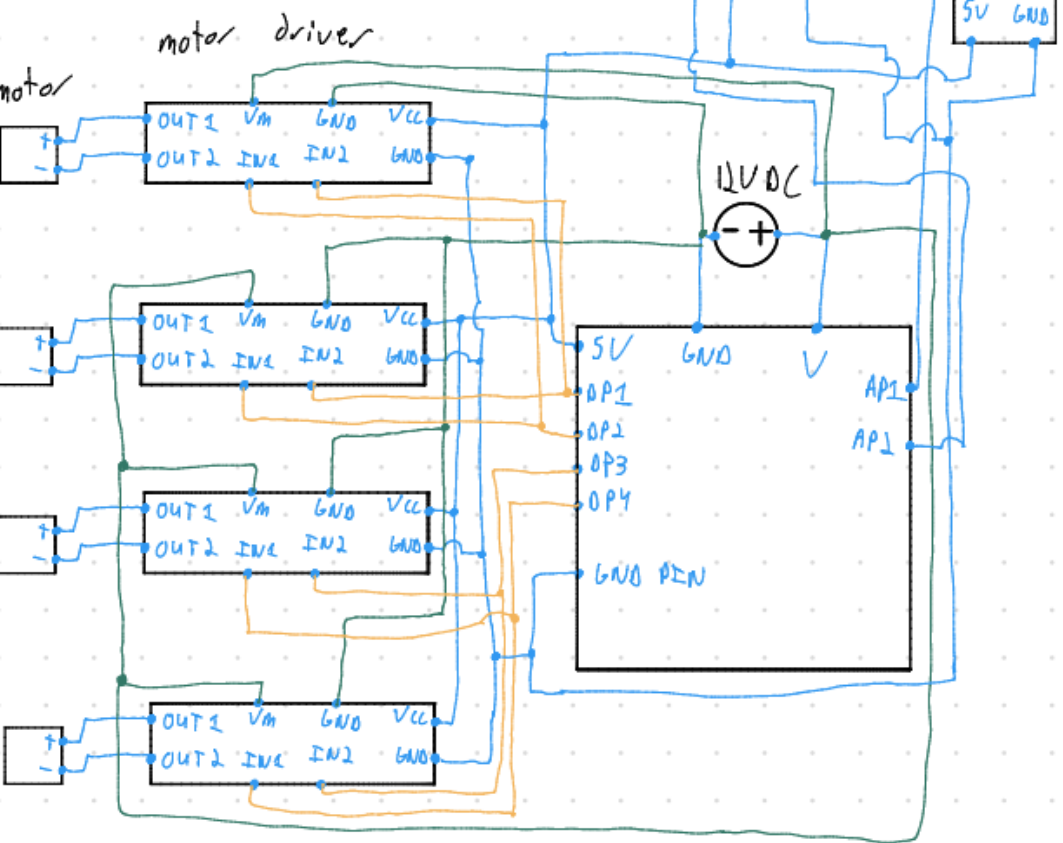 motor driver
5V GND
motor
OUT1 Vm GND Vcc
OUT2 IN1 IN2 GND
+
-
12VDC
- +
OUT1 Vm GND Vcc
OUT2 IN1 IN2 GND
+
-
5V GND V
DP1 AP1
DP2 AP2
DP3
DP4
OUT1 Vm GND Vcc
OUT2 IN1 IN2 GND
+
-
GND PIN
OUT1 Vm GND Vcc
OUT2 IN1 IN2 GND
+
-